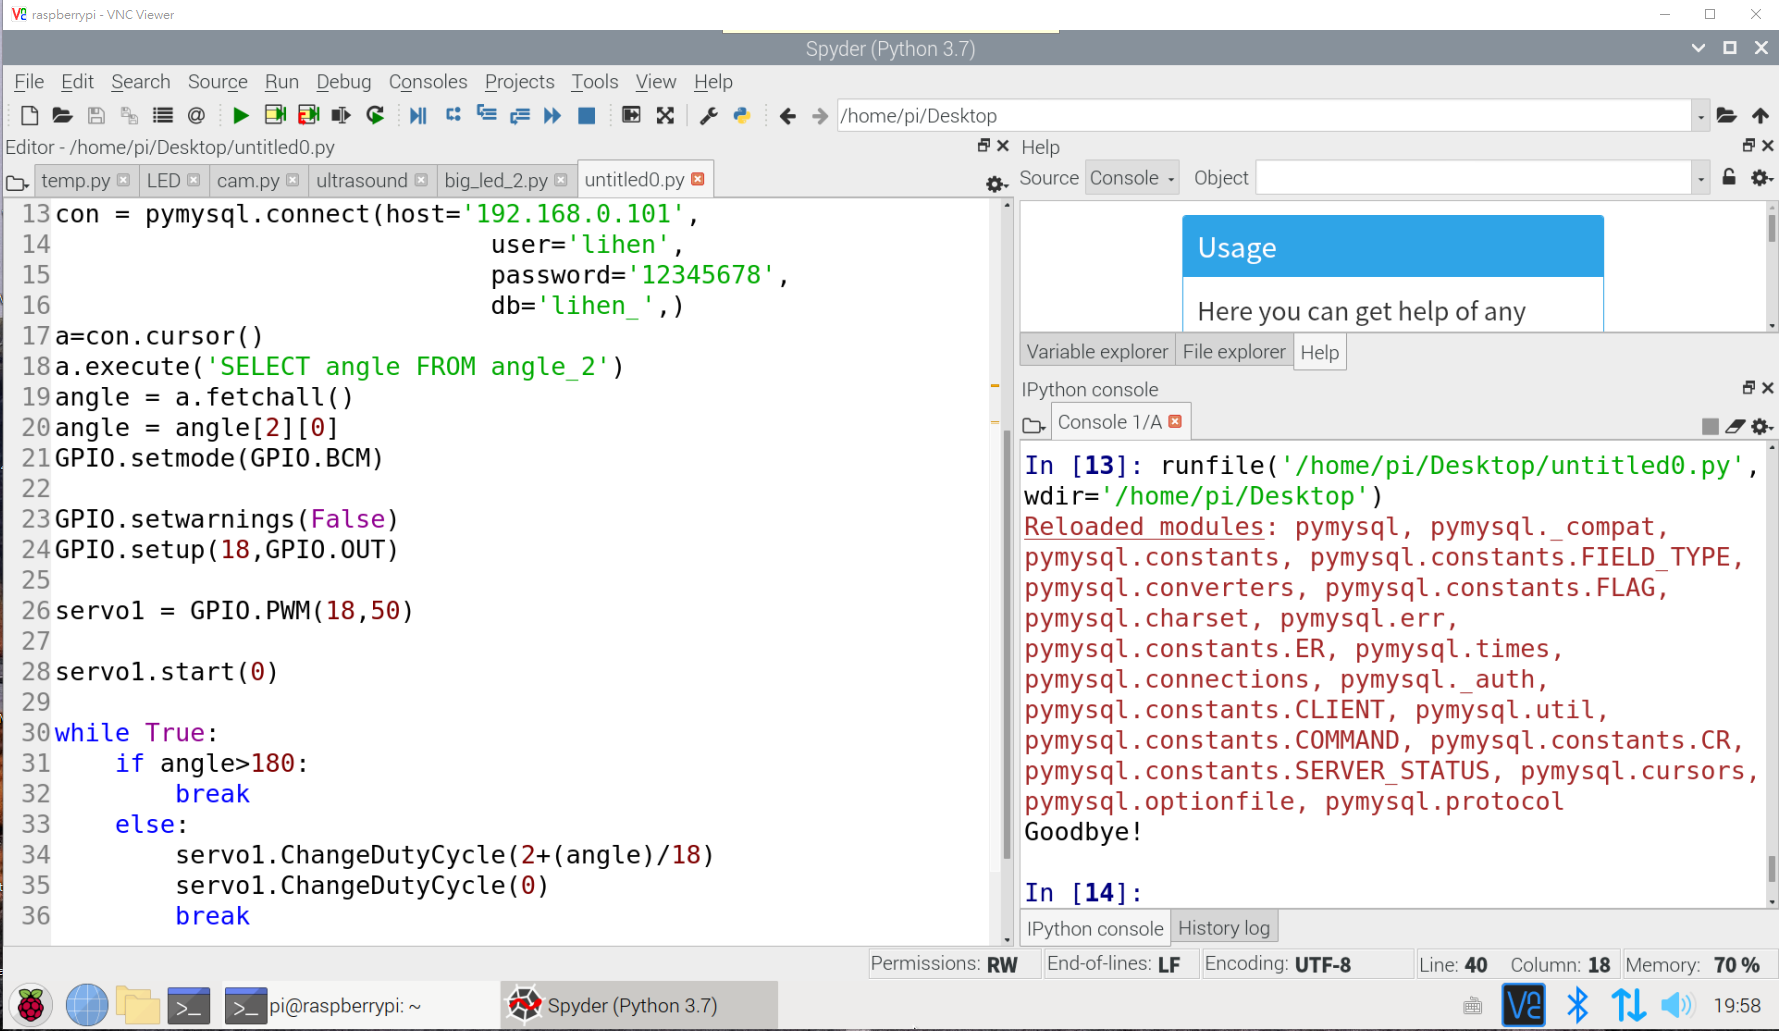 raspberrypi - VNC Viewer
Spyder (Python 3.7)
File Edit Search Source Run Debug Consoles Projects Tools View Help
/home/pi/Desktop
Editor - /home/pi/Desktop/untitled0.py
temp.py LED cam.py ultrasound big_led_2.py untitled0.py
13 con = pymysql.connect(host='192.168.0.101',
14 user='lihen',
15 password='12345678',
16 db='lihen_',)
17 a=con.cursor()
18 a.execute('SELECT angle FROM angle_2')
19 angle = a.fetchall()
20 angle = angle[2][0]
21 GPIO.setmode(GPIO.BCM)
22
23 GPIO.setwarnings(False)
24 GPIO.setup(18,GPIO.OUT)
25
26 servo1 = GPIO.PWM(18,50)
27
28 servo1.start(0)
29
30 while True:
31 if angle>180:
32 break
33 else:
34 servo1.ChangeDutyCycle(2+(angle)/18)
35 servo1.ChangeDutyCycle(0)
36 break
Help
Source Console Object
Usage
Here you can get help of any
Variable explorer File explorer Help
IPython console
Console 1/A
In [13]: runfile('/home/pi/Desktop/untitled0.py',
wdir='/home/pi/Desktop')
Reloaded modules: pymysql, pymysql._compat,
pymysql.constants, pymysql.constants.FIELD_TYPE,
pymysql.converters, pymysql.constants.FLAG,
pymysql.charset, pymysql.err,
pymysql.constants.ER, pymysql.times,
pymysql.connections, pymysql._auth,
pymysql.constants.CLIENT, pymysql.util,
pymysql.constants.COMMAND, pymysql.constants.CR,
pymysql.constants.SERVER_STATUS, pymysql.cursors,
pymysql.optionfile, pymysql.protocol
Goodbye!
In [14]:
IPython console History log
Permissions: RW End-of-lines: LF Encoding: UTF-8 Line: 40 Column: 18 Memory: 70 %
pi@raspberrypi: ~ Spyder (Python 3.7) 19:58